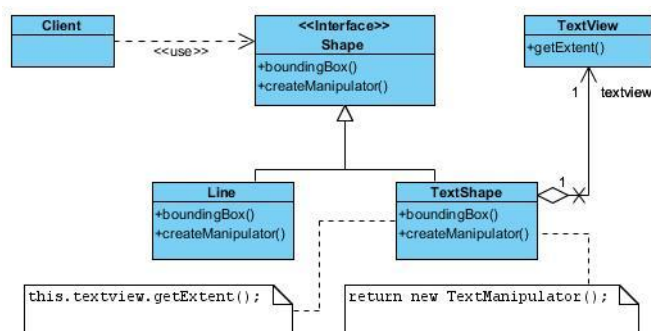 Client
<<use>>
<<Interface>>
Shape
+boundingBox()
+createManipulator()
TextView
+getExtent()
1
textview
Line
+boundingBox()
+createManipulator()
TextShape
+boundingBox()
+createManipulator()
1
this.textview.getExtent();
return new TextManipulator();